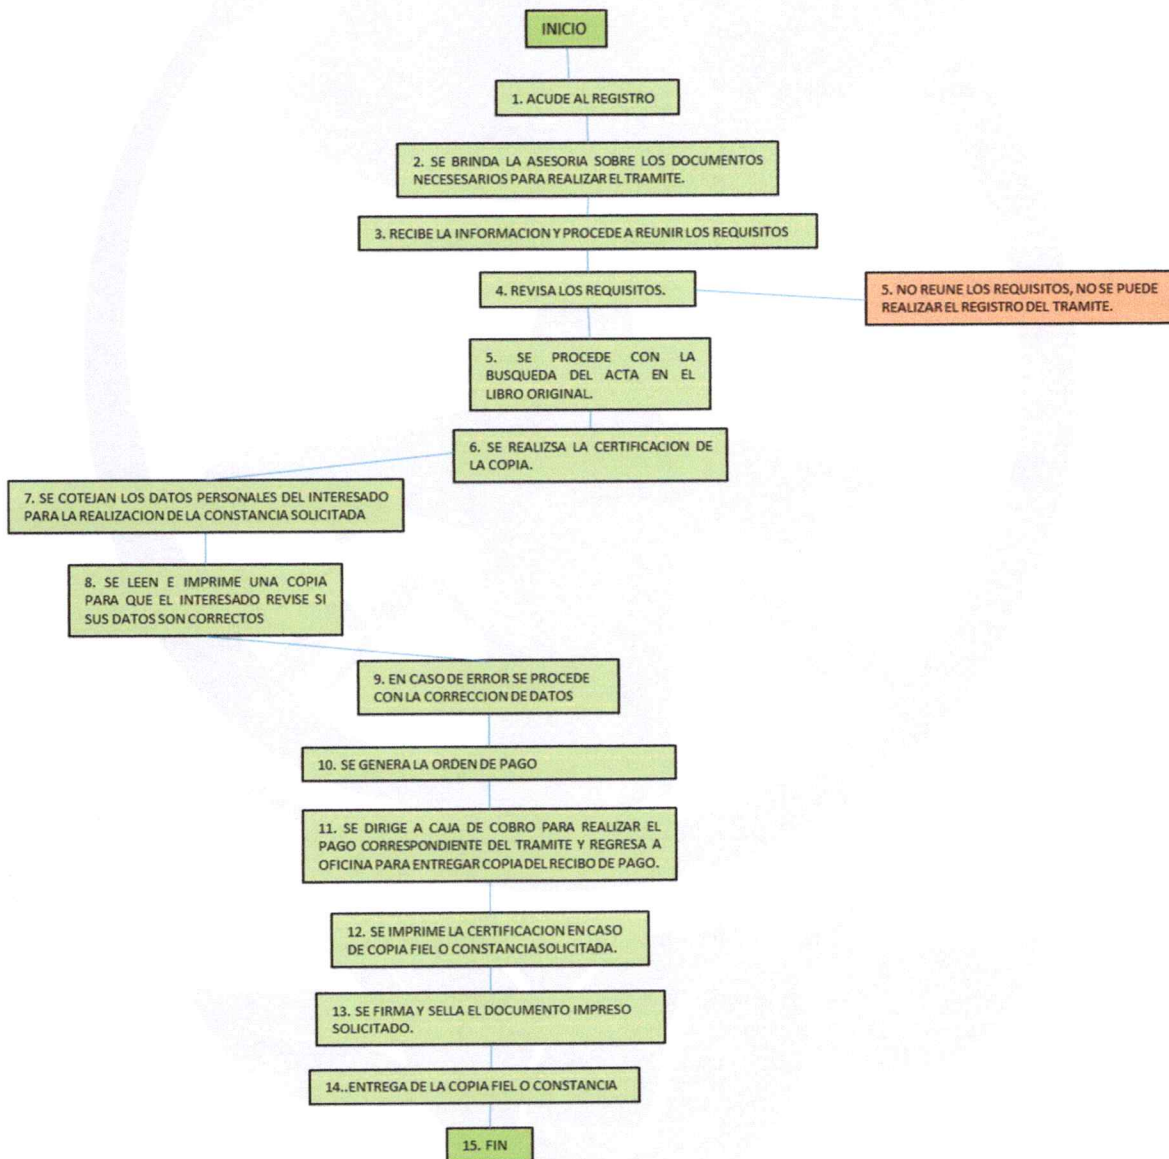 INICIO
1. ACUDE AL REGISTRO
2. SE BRINDA LA ASESORIA SOBRE LOS DOCUMENTOS
NECESESARIOS PARA REALIZAR EL TRAMITE.
3. RECIBE LA INFORMACION Y PROCEDE A REUNIR LOS REQUISITOS
4. REVISA LOS REQUISITOS.
5. NO REUNE LOS REQUISITOS, NO SE PUEDE
REALIZAR EL REGISTRO DEL TRAMITE.
5. SE PROCEDE CON LA
BUSQUEDA DEL ACTA EN EL
LIBRO ORIGINAL.
6. SE REALIZSA LA CERTIFICACION DE
LA COPIA.
7. SE COTEJAN LOS DATOS PERSONALES DEL INTERESADO
PARA LA REALIZACION DE LA CONSTANCIA SOLICITADA
8. SE LEEN E IMPRIME UNA COPIA
PARA QUE EL INTERESADO REVISE SI
SUS DATOS SON CORRECTOS
9. EN CASO DE ERROR SE PROCEDE
CON LA CORRECCION DE DATOS
10. SE GENERA LA ORDEN DE PAGO
11. SE DIRIGE A CAJA DE COBRO PARA REALIZAR EL
PAGO CORRESPONDIENTE DEL TRAMITE Y REGRESA A
OFICINA PARA ENTREGAR COPIA DEL RECIBO DE PAGO.
12. SE IMPRIME LA CERTIFICACION EN CASO
DE COPIA FIEL O CONSTANCIA SOLICITADA.
13. SE FIRMA Y SELLA EL DOCUMENTO IMPRESO
SOLICITADO.
14..ENTREGA DE LA COPIA FIEL O CONSTANCIA
15. FIN